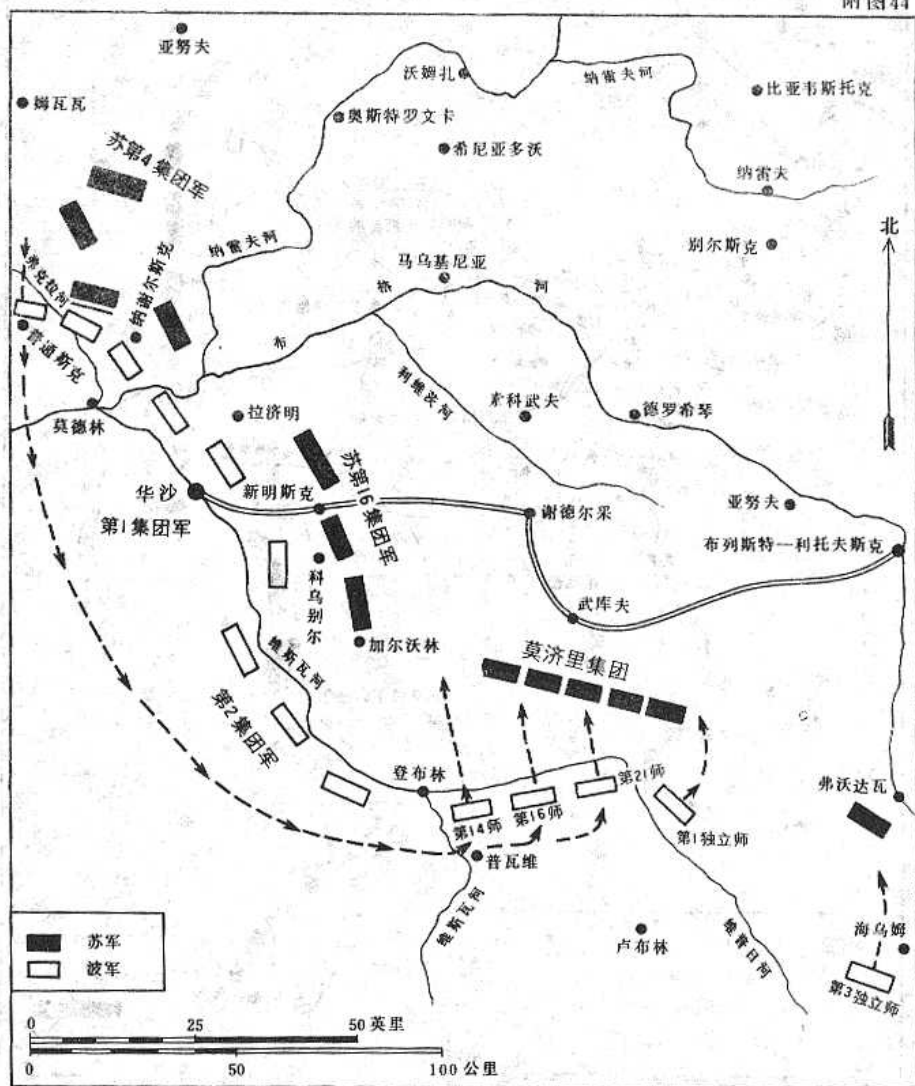 附图44
亚努夫
沃姆扎
纳雷夫河
比亚韦斯托克
姆瓦瓦
奥斯特罗文卡
希尼亚多沃
苏第4集团军
纳雷夫
纳雷夫河
别尔斯克
北
弗克拉河
纳谢尔斯克
马乌基尼亚
布格河
普通斯克
利维茨河
莫德林
拉济明
索科武夫
德罗希琴
苏第16集团军
华沙
新明斯克
谢德尔采
亚努夫
第1集团军
布列斯特—利托夫斯克
科乌别尔
武库夫
加尔沃林
莫济里集团
维斯瓦河
第2集团军
登布林
第14师
第16师
第21师
第1独立师
弗沃达瓦
普瓦维
维斯瓦河
维普日河
卢布林
海乌姆
第3独立师
苏军
波军
0 25 50 英里
0 50 100 公里